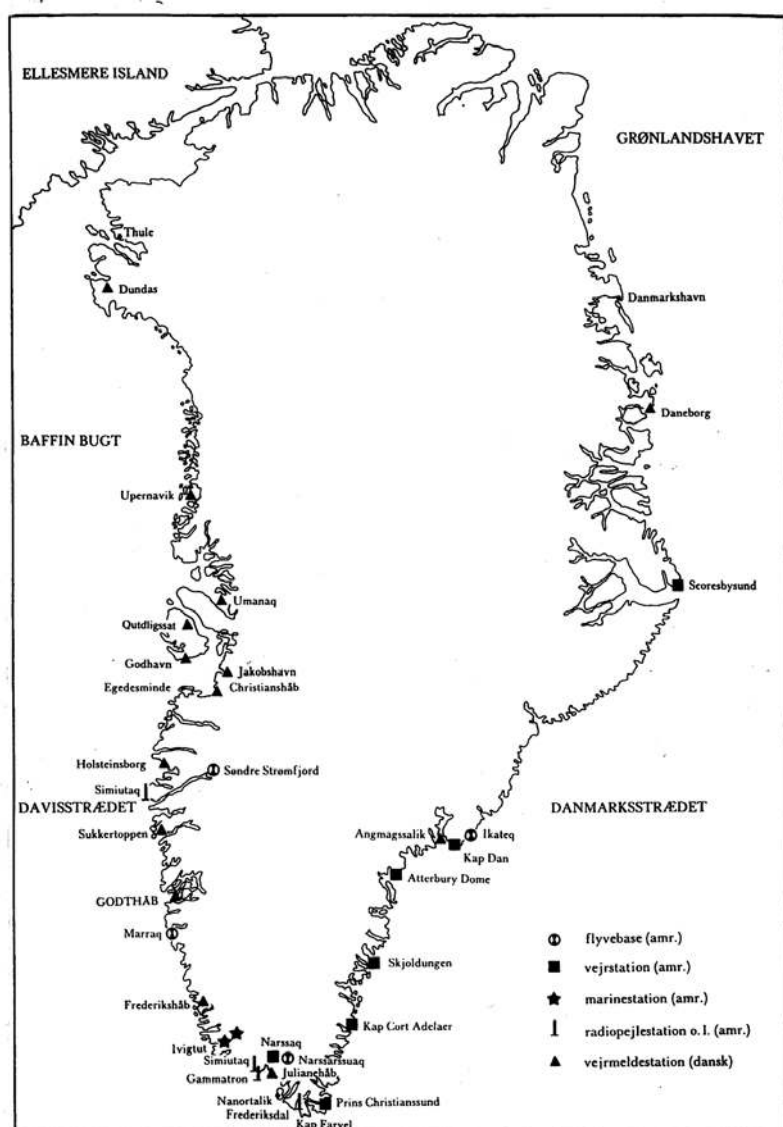 ELLESMERE ISLAND
GRØNLANDSHAVET
Thule
Dundas
Danmarkshavn
Daneborg
BAFFIN BUGT
Upernavik
Scoresbysund
Umanaq
Qutdligssat
Godhavn
Jakobshavn
Egedesminde
Christianshåb
Holsteinsborg
Søndre Strømfjord
Simiutaq
DAVISSTRÆDET
DANMARKSSTRÆDET
Sukkertoppen
Angmagssalik
Ikateq
Kap Dan
Atterbury Dome
GODTHÅB
Marraq
Skjoldungen
Frederikshåb
Kap Cort Adelaer
Ivigtut
Narssaq
Simiutaq
Narssarssuaq
Gammatron
Julianehåb
Nanortalik
Prins Christianssund
Frederiksdal
Kap Farvel
flyvebase (amr.)
vejrstation (amr.)
marinestation (amr.)
radiopejlestation o.l. (amr.)
vejrmeldestation (dansk)